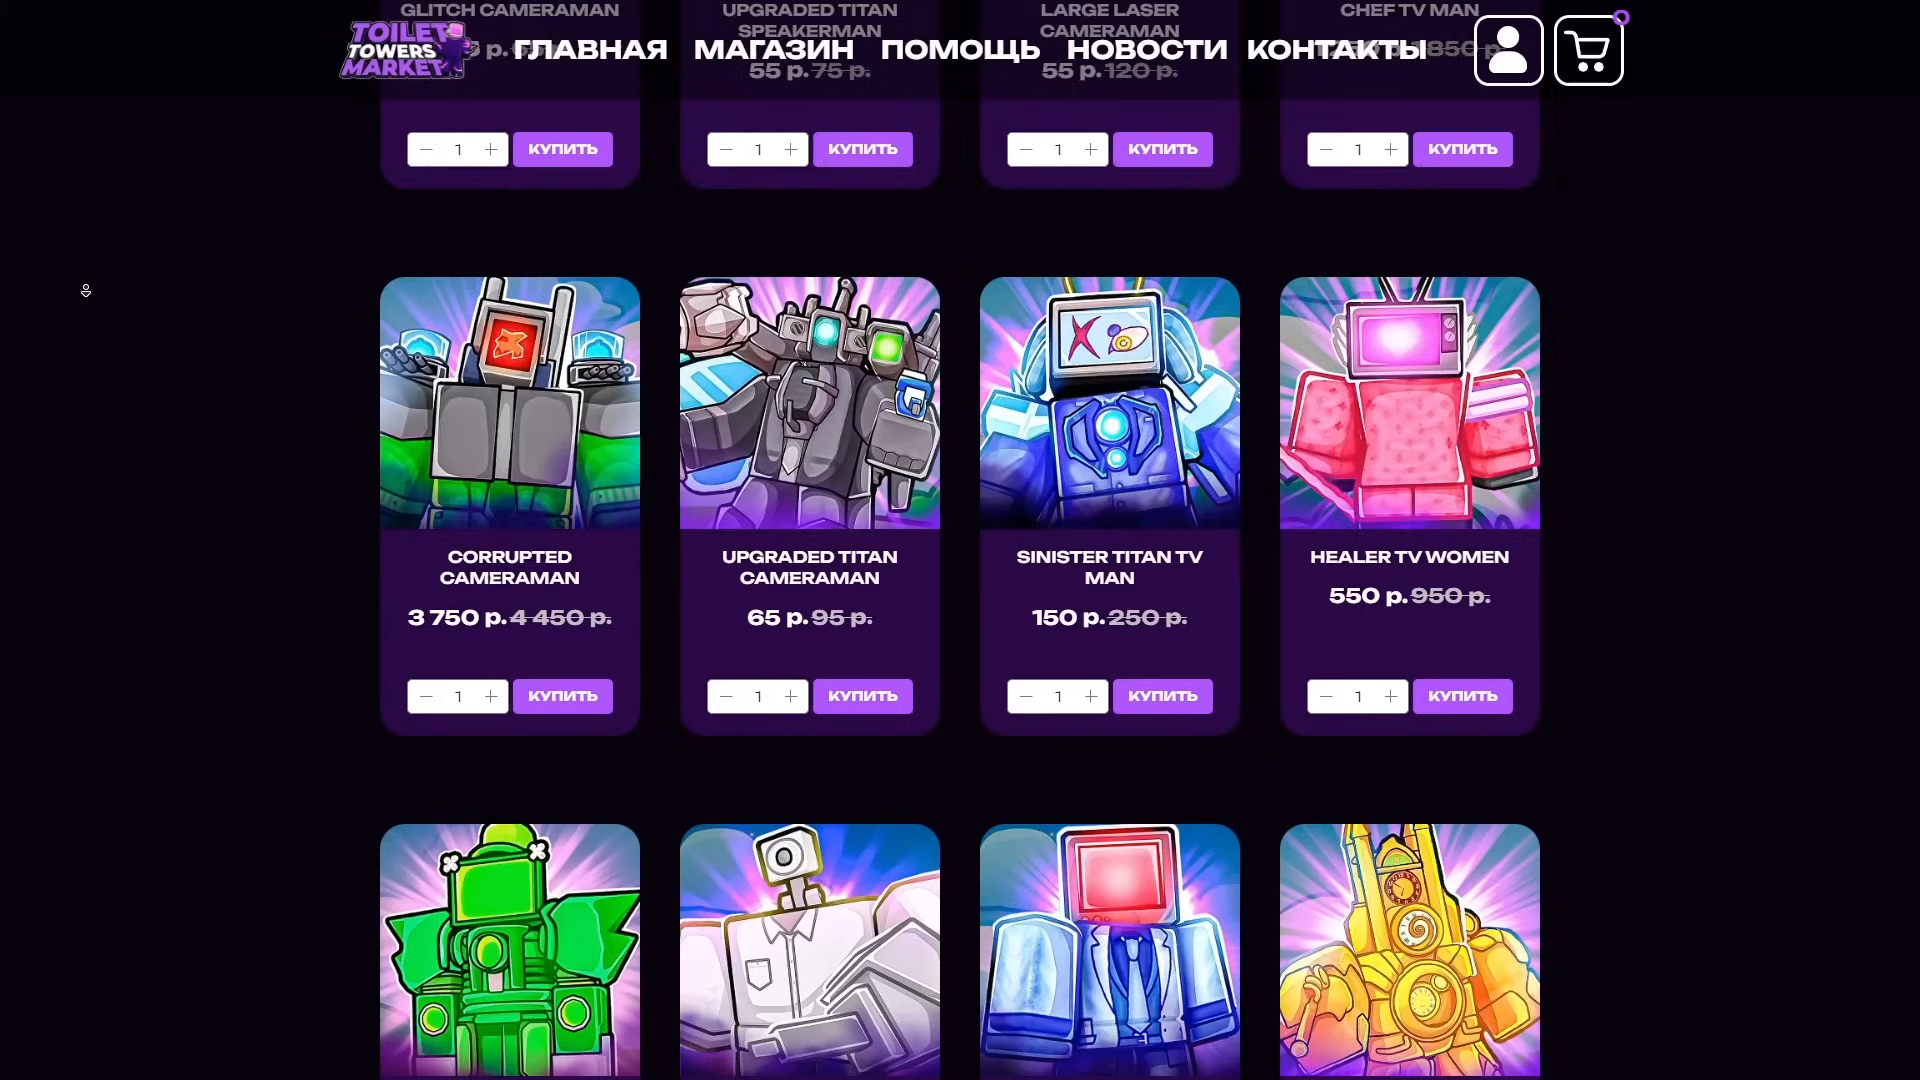 GLITCH CAMERAMAN
UPGRADED TITAN
SPEAKERMAN
55 р. 75 р.
LARGE LASER
CAMERAMAN
55 р. 120 р.
CHEF TV MAN
850 р.
TOILET
TOWERS
MARKET
ГЛАВНАЯ
МАГАЗИН
ПОМОЩЬ
НОВОСТИ
КОНТАКТЫ
— 1 + КУПИТЬ
— 1 + КУПИТЬ
— 1 + КУПИТЬ
— 1 + КУПИТЬ
CORRUPTED
CAMERAMAN
3 750 р. 4 450 р.
— 1 + КУПИТЬ
UPGRADED TITAN
CAMERAMAN
65 р. 95 р.
— 1 + КУПИТЬ
SINISTER TITAN TV
MAN
150 р. 250 р.
— 1 + КУПИТЬ
HEALER TV WOMEN
550 р. 950 р.
— 1 + КУПИТЬ